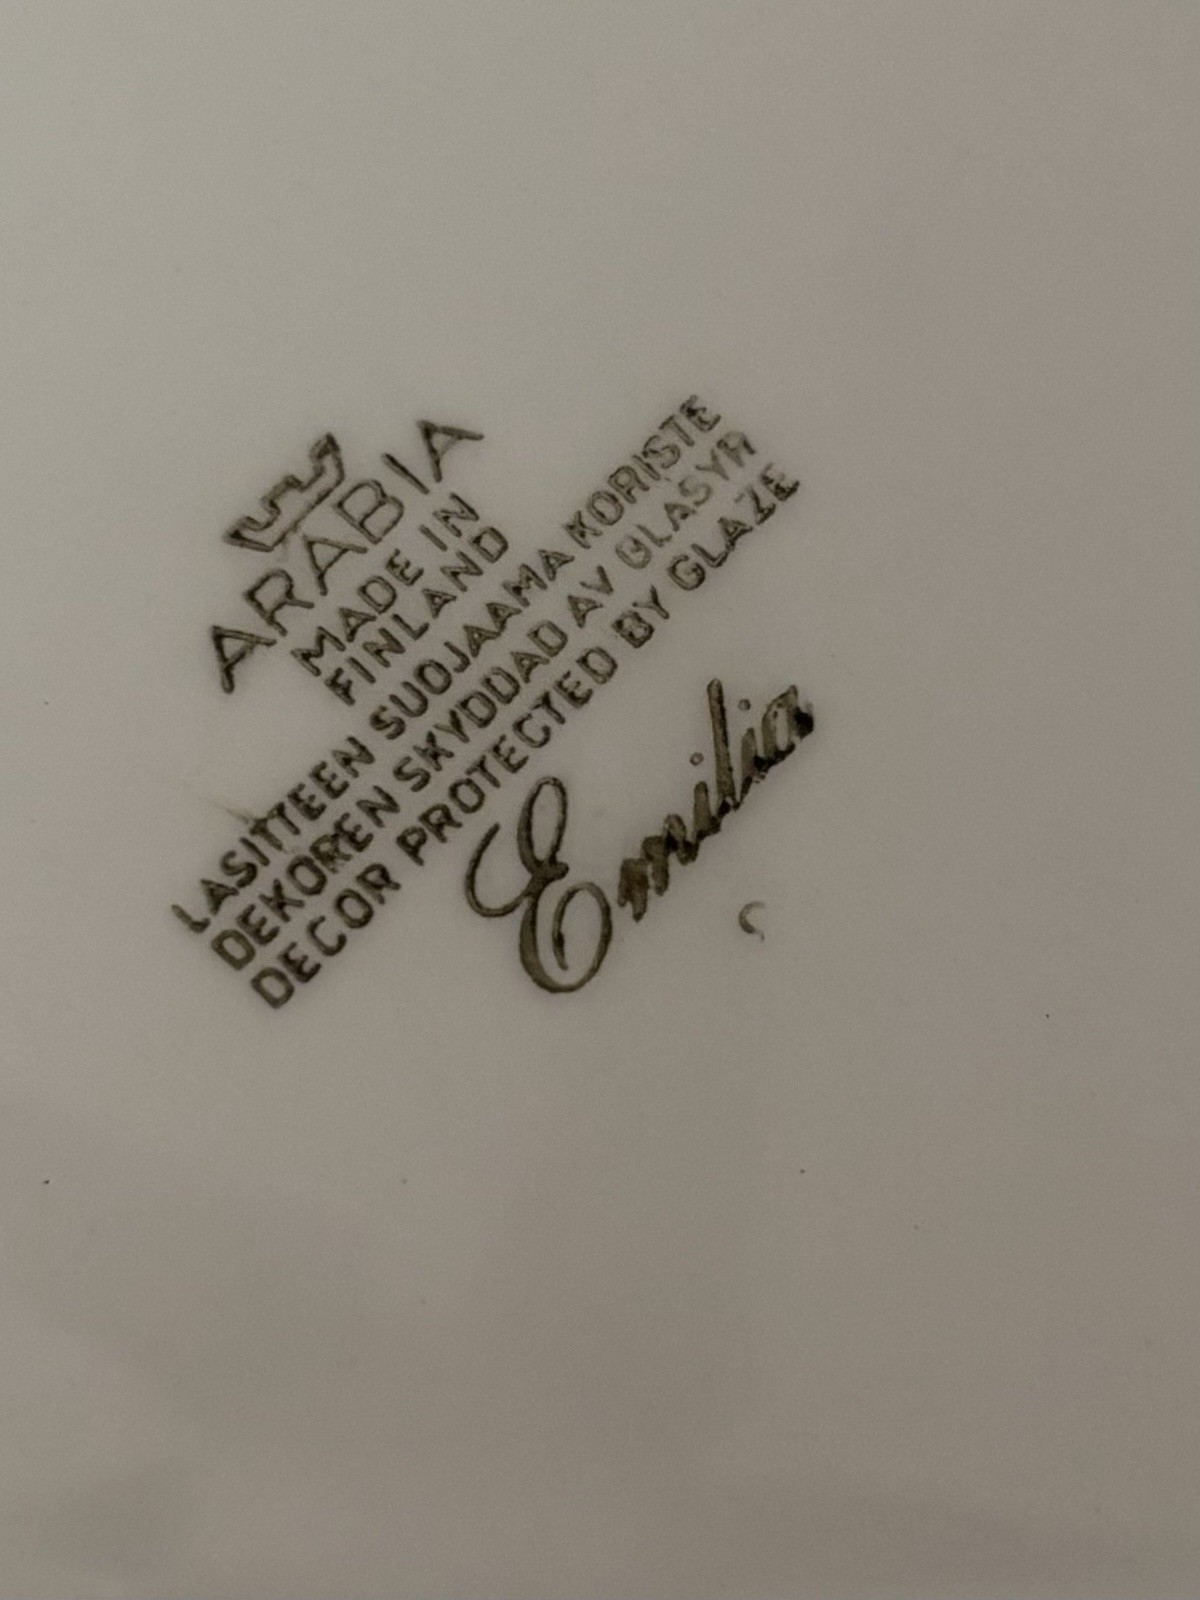 ARABIA
MADE IN
FINLAND
LASITTEEN SUOJAAMA KORISTE
DEKOREN SKYDDAD AV GLASYR
DECOR PROTECTED BY GLAZE
Emilia